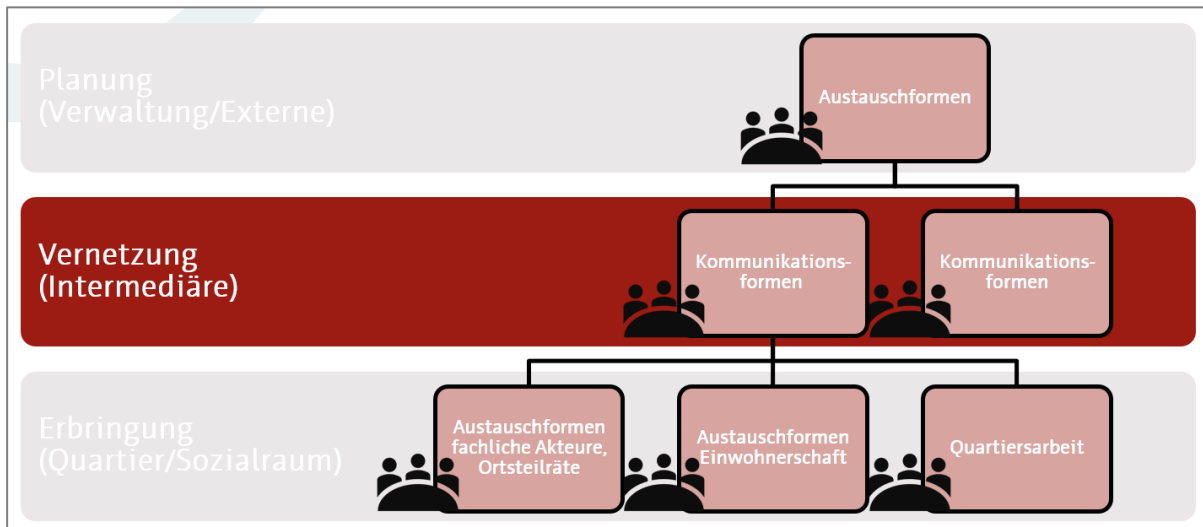 Planung
(Verwaltung/Externe)
Austauschformen
Vernetzung
(Intermediäre)
Kommunikations-
formen
Kommunikations-
formen
Erbringung
(Quartier/Sozialraum)
Austauschformen
fachliche Akteure,
Ortsteilräte
Austauschformen
Einwohnerschaft
Quartiersarbeit